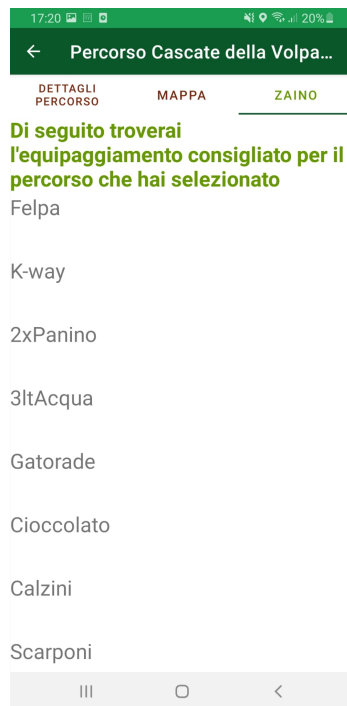 17:20
20%
Percorso Cascate della Volpa...
DETTAGLI
PERCORSO
MAPPA
ZAINO
Di seguito troverai
l'equipaggiamento consigliato per il
percorso che hai selezionato
Felpa
K-way
2xPanino
3ltAcqua
Gatorade
Cioccolato
Calzini
Scarponi